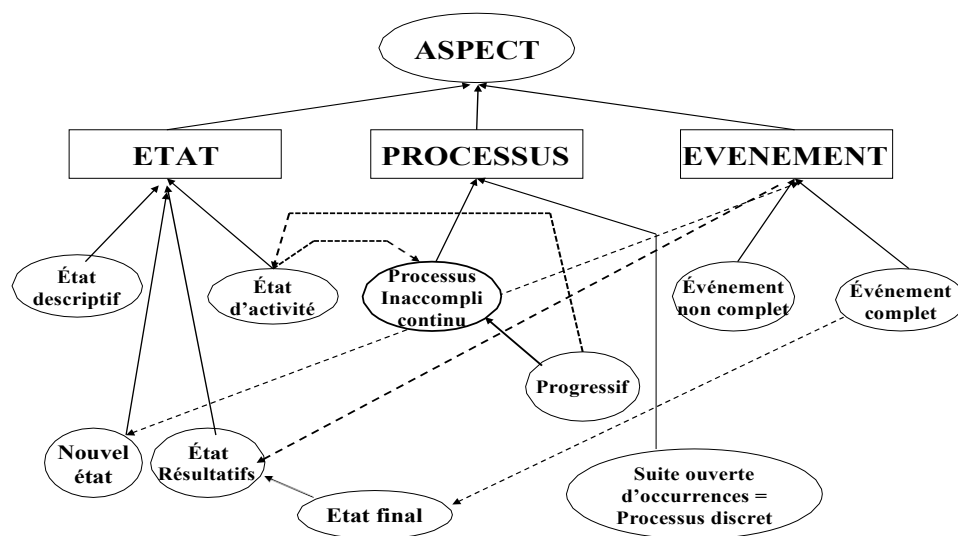 ASPECT
ETAT
PROCESSUS
EVENEMENT
État
descriptif
État
d’activité
Processus
Inaccompli
continu
Événement
non complet
Événement
complet
Progressif
Nouvel
état
État
Résultatifs
Etat final
Suite ouverte
d’occurrences =
Processus discret